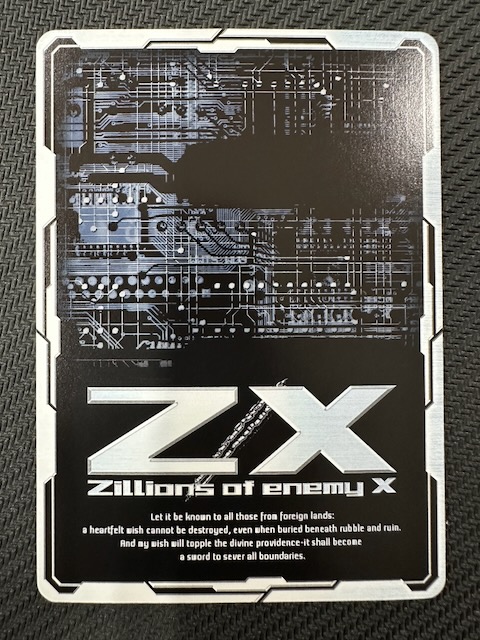 Z/X
Zillions of enemy X
Let it be known to all those from foreign lands:
a heartfelt wish cannot be destroyed, even when buried beneath rubble and ruin.
And my wish will topple the divine providence-it shall become
a sword to sever all boundaries.